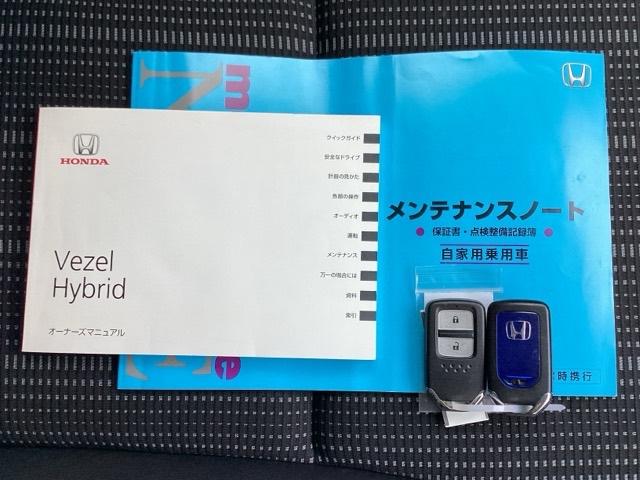 HONDA
Vezel
Hybrid
オーナーズマニュアル
クイックガイド
安全なドライブ
計器の見かた
各部の操作
オーディオ
運転
メンテナンス
万一の場合には
資料
索引
メンテナンスノート
保証書・点検整備記録簿
自家用乗用車
時携行